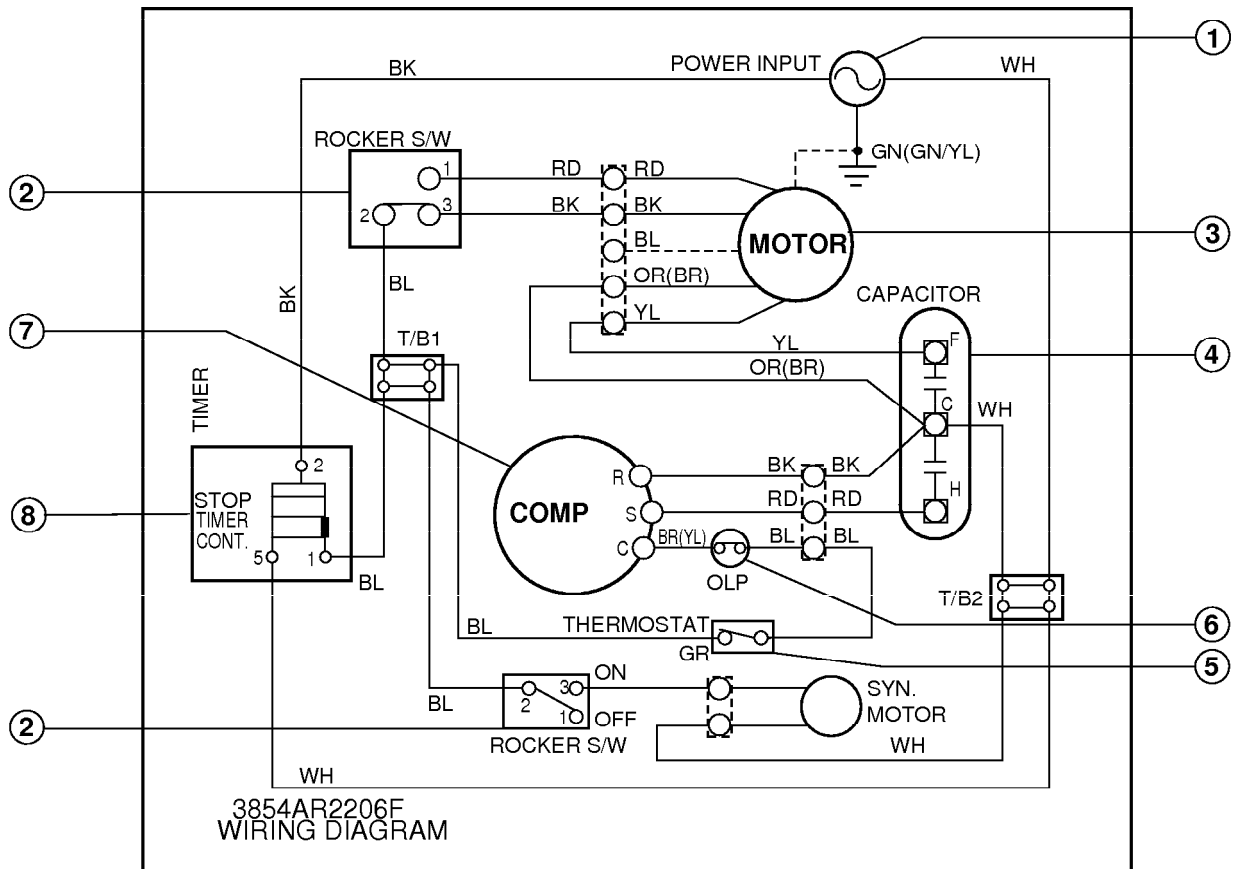 1
POWER INPUT
BK
WH
ROCKER S/W
GN(GN/YL)
1
RD
RD
2
2
3
BK
BK
3
BL
MOTOR
OR(BR)
BL
BK
YL
CAPACITOR
7
T/B1
YL
F
4
OR(BR)
TIMER
C
WH
2
R
BK
BK
H
STOP
TIMER
CONT.
8
COMP
S
RD
RD
C
BR(YL)
BL
BL
5
1
BL
OLP
T/B2
BL
THERMOSTAT
6
GR
5
ON
3
2
BL
1
OFF
SYN.
MOTOR
2
ROCKER S/W
WH
WH
3854AR2206F
WIRING DIAGRAM